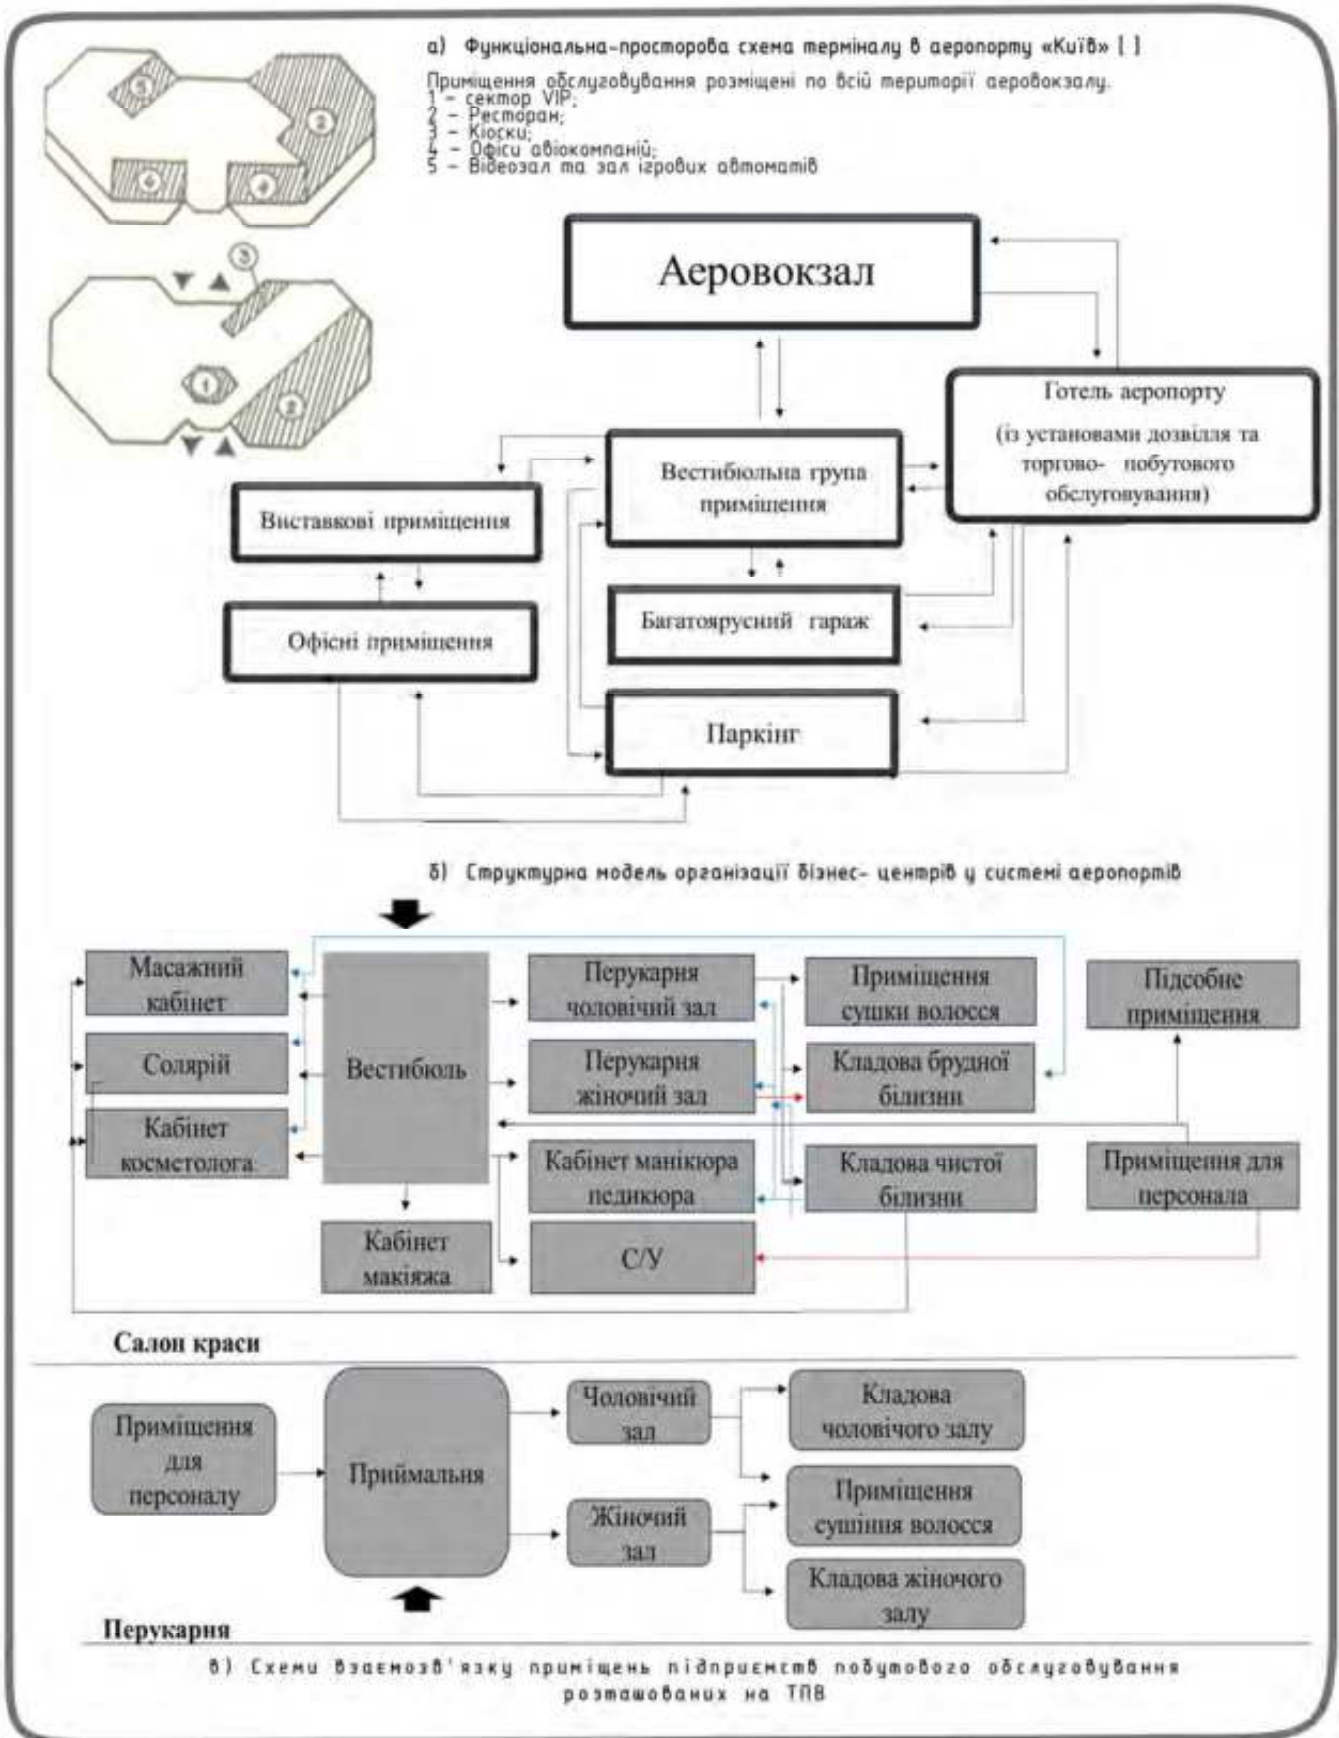 а) Функціональна-просторова схема терміналу в аеропорту «Київ» [ ]
Приміщення обслуговування розміщені по всій території аеровокзалу.
1 - сектор VIP;
2 - Ресторан;
3 - Кіоски;
4 - Офіси авіокомпаній;
5 - Відеозал та зал ігрових автоматів
5
2
4
4
3
1
2
Аеровокзал
Готель аеропорту
(із установами дозвілля та
торгово- побутового
обслуговування)
Вестибюльна група
приміщення
Виставкові приміщення
Багатоярусний гараж
Офісні приміщення
Паркінг
б) Структурна модель організації бізнес- центрів у системі аеропортів
Масажний
кабінет
Солярій
Кабінет
косметолога
Вестибюль
Кабінет
макіяжа
Перукарня
чоловічий зал
Перукарня
жіночий зал
Кабінет манікюра
педикюра
С/У
Приміщення
сушки волосся
Кладова брудної
білизни
Кладова чистої
білизни
Підсобне
приміщення
Приміщення для
персонала
Салон краси
Приміщення
для
персоналу
Приймальня
Чоловічий
зал
Жіночий
зал
Кладова
чоловічого залу
Приміщення
сушіння волосся
Кладова жіночого
залу
Перукарня
в) Схеми взаємозв'язку приміщень підприємств побутового обслуговування
розташованих на ТПВ